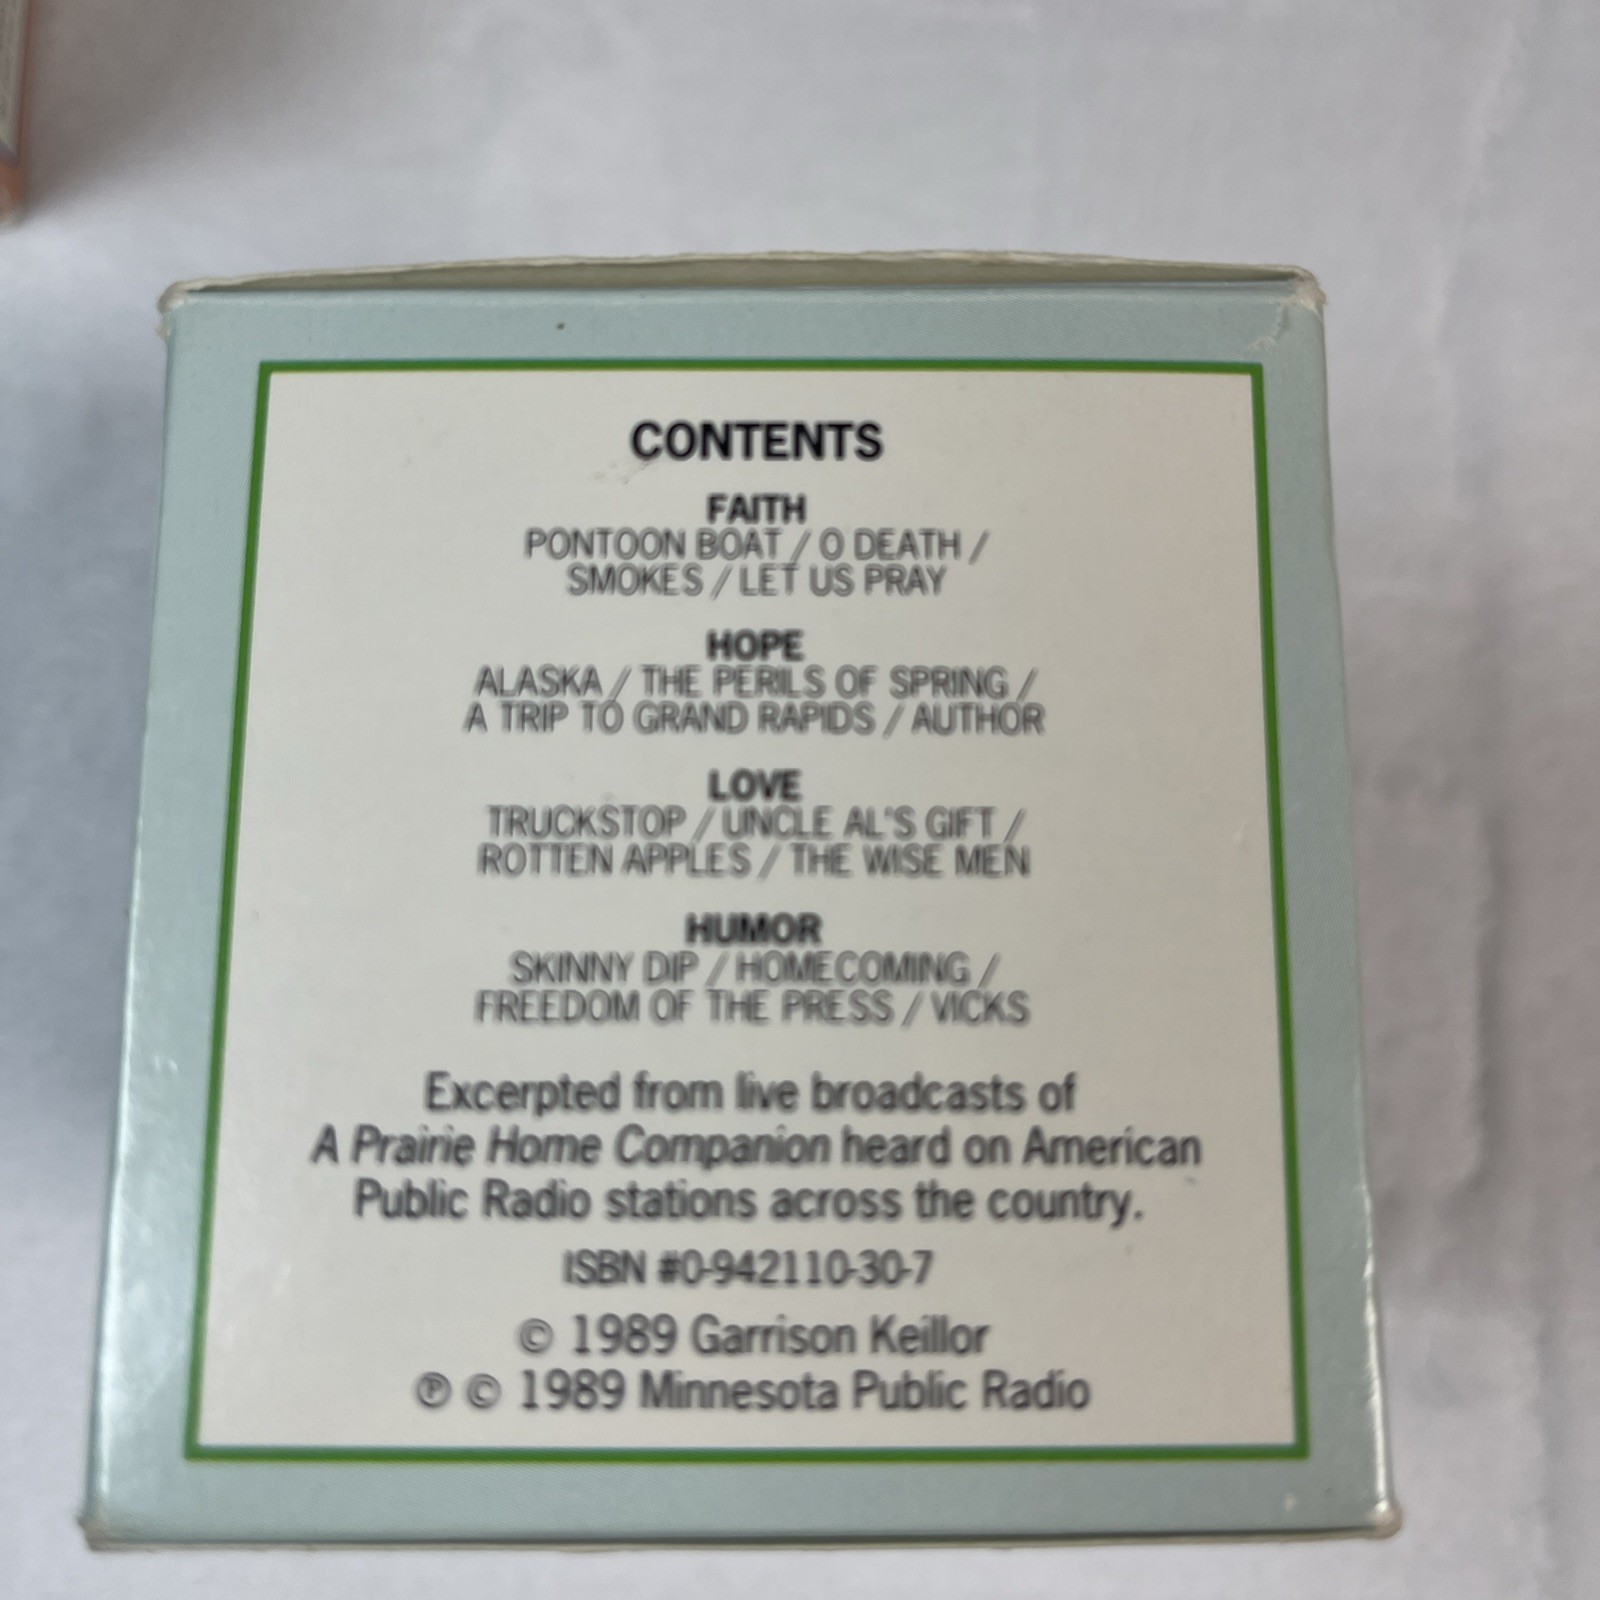 CONTENTS
FAITH
PONTOON BOAT / O DEATH /
SMOKES / LET US PRAY
HOPE
ALASKA / THE PERILS OF SPRING /
A TRIP TO GRAND RAPIDS / AUTHOR
LOVE
TRUCKSTOP / UNCLE AL'S GIFT /
ROTTEN APPLES / THE WISE MEN
HUMOR
SKINNY DIP / HOMECOMING /
FREEDOM OF THE PRESS / VICKS
Excerpted from live broadcasts of
A Prairie Home Companion heard on American
Public Radio stations across the country.
ISBN #0-942110-30-7
© 1989 Garrison Keillor
℗ © 1989 Minnesota Public Radio